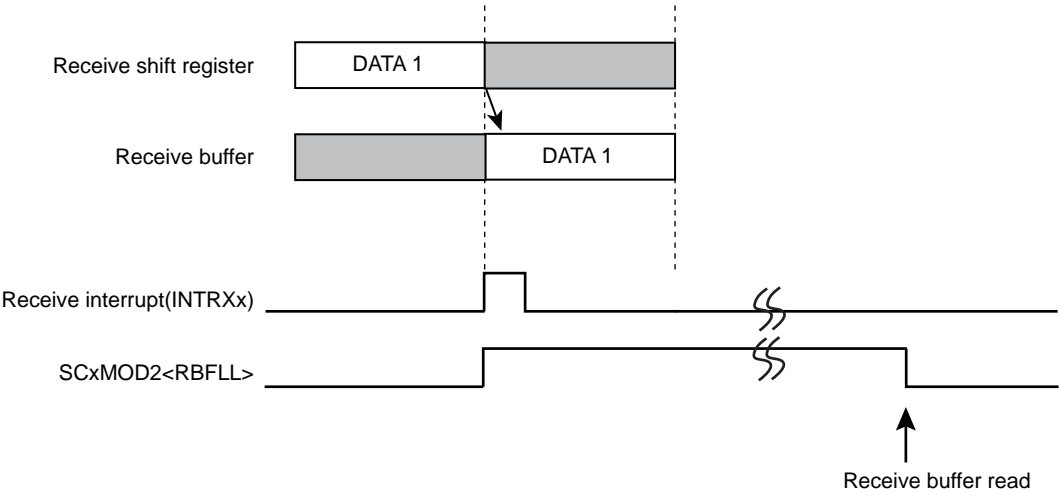 Receive shift register
DATA 1
Receive buffer
DATA 1
Receive interrupt(INTRXx)
SCxMOD2<RBFLL>
Receive buffer read